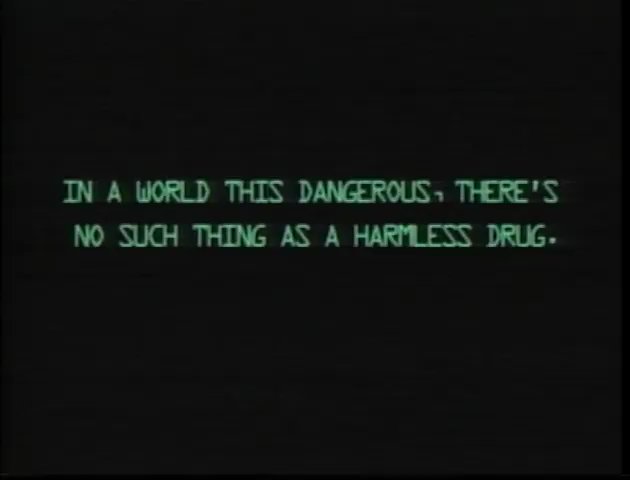 IN A WORLD THIS DANGEROUS, THERE'S
NO SUCH THING AS A HARMLESS DRUG.